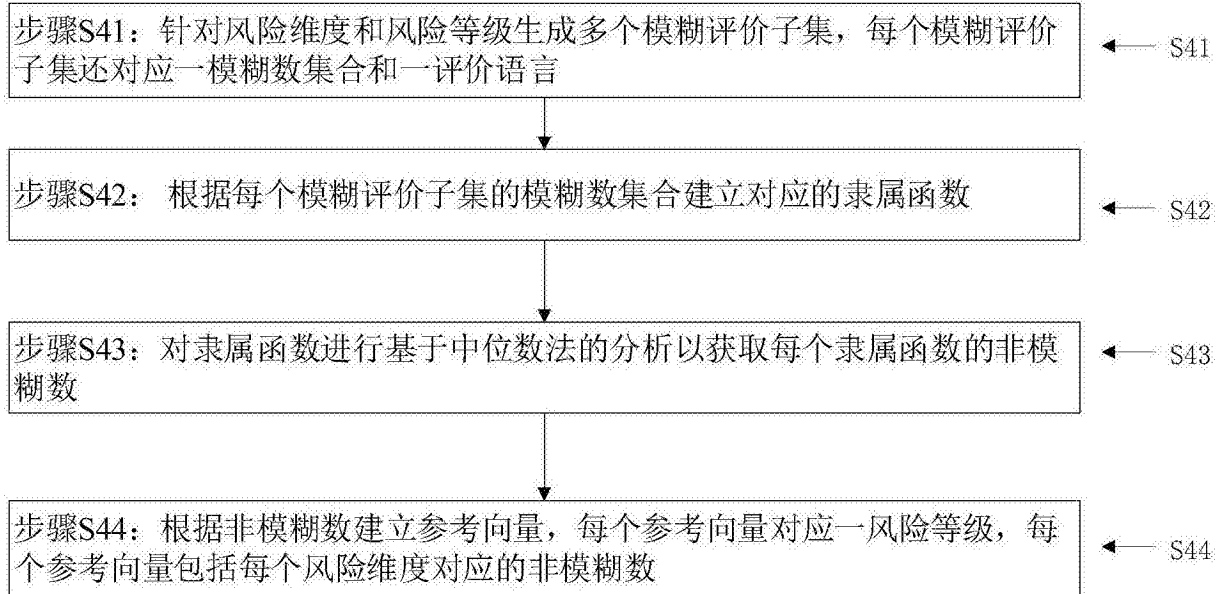 步骤S41：针对风险维度和风险等级生成多个模糊评价子集，每个模糊评价
子集还对应一模糊数集合和一评价语言
S41
步骤S42： 根据每个模糊评价子集的模糊数集合建立对应的隶属函数
S42
步骤S43：对隶属函数进行基于中位数法的分析以获取每个隶属函数的非模
糊数
S43
步骤S44：根据非模糊数建立参考向量，每个参考向量对应一风险等级，每
个参考向量包括每个风险维度对应的非模糊数
S44